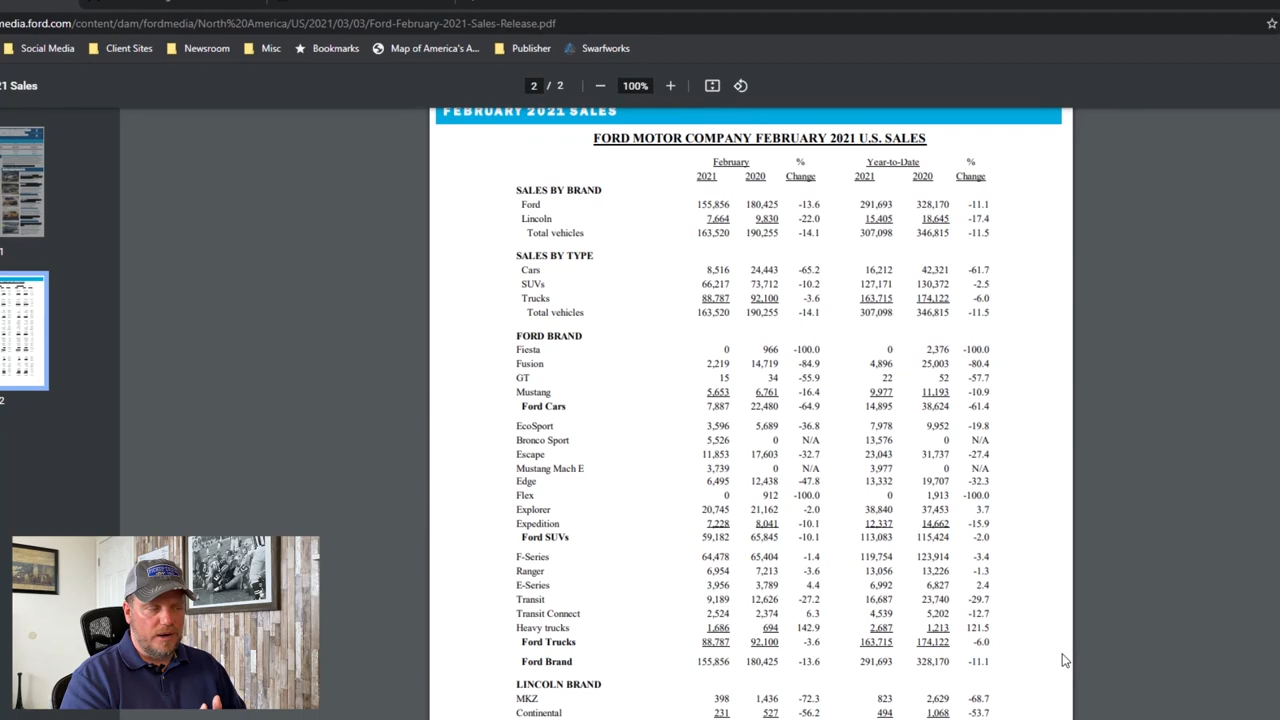 media.ford.com/content/dam/fordmedia/North%20America/US/2021/03/03/Ford-February-2021-Sales-Release.pdf
Social Media Client Sites Newsroom Misc Bookmarks Map of America's A... Publisher Swarfworks
21 Sales 2 / 2 100%
FEBRUARY 2021 SALES
FORD MOTOR COMPANY FEBRUARY 2021 U.S. SALES
February % Year-to-Date %
2021 2020 Change 2021 2020 Change
SALES BY BRAND
Ford 155,856 180,425 -13.6 291,693 328,170 -11.1
Lincoln 7,664 9,830 -22.0 15,405 18,645 -17.4
Total vehicles 163,520 190,255 -14.1 307,098 346,815 -11.5
SALES BY TYPE
Cars 8,516 24,443 -65.2 16,212 42,321 -61.7
SUVs 66,217 73,712 -10.2 127,171 130,372 -2.5
Trucks 88,787 92,100 -3.6 163,715 174,122 -6.0
Total vehicles 163,520 190,255 -14.1 307,098 346,815 -11.5
FORD BRAND
Fiesta 0 966 -100.0 0 2,376 -100.0
Fusion 2,219 14,719 -84.9 4,896 25,003 -80.4
GT 15 34 -55.9 22 52 -57.7
Mustang 5,653 6,761 -16.4 9,977 11,193 -10.9
Ford Cars 7,887 22,480 -64.9 14,895 38,624 -61.4
EcoSport 3,596 5,689 -36.8 7,978 9,952 -19.8
Bronco Sport 5,526 0 N/A 13,576 0 N/A
Escape 11,853 17,603 -32.7 23,043 31,737 -27.4
Mustang Mach E 3,739 0 N/A 3,977 0 N/A
Edge 6,495 12,438 -47.8 13,332 19,707 -32.3
Flex 0 912 -100.0 0 1,913 -100.0
Explorer 20,745 21,162 -2.0 38,840 37,453 3.7
Expedition 7,228 8,041 -10.1 12,337 14,662 -15.9
Ford SUVs 59,182 65,845 -10.1 113,083 115,424 -2.0
F-Series 64,478 65,404 -1.4 119,754 123,914 -3.4
Ranger 6,954 7,213 -3.6 13,056 13,226 -1.3
E-Series 3,956 3,789 4.4 6,992 6,827 2.4
Transit 9,189 12,626 -27.2 16,687 23,740 -29.7
Transit Connect 2,524 2,374 6.3 4,539 5,202 -12.7
Heavy trucks 1,686 694 142.9 2,687 1,213 121.5
Ford Trucks 88,787 92,100 -3.6 163,715 174,122 -6.0
Ford Brand 155,856 180,425 -13.6 291,693 328,170 -11.1
LINCOLN BRAND
MKZ 398 1,436 -72.3 823 2,629 -68.7
Continental 231 527 -56.2 494 1,068 -53.7
1
2